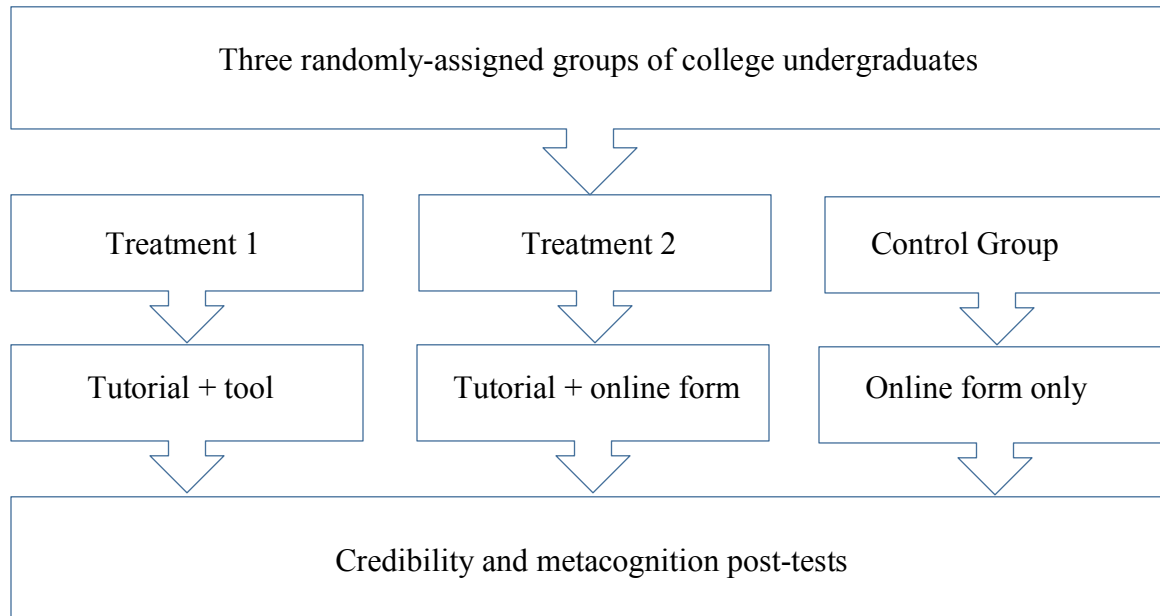 Three randomly-assigned groups of college undergraduates
Treatment 1
Treatment 2
Control Group
Tutorial + tool
Tutorial + online form
Online form only
Credibility and metacognition post-tests